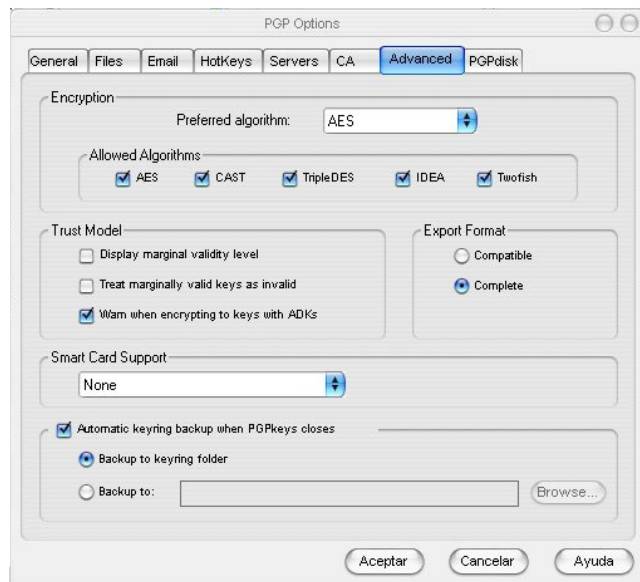 PGP Options
General Files Email HotKeys Servers CA Advanced PGPdisk
Encryption
Preferred algorithm: AES
Allowed Algorithms
AES CAST TripleDES IDEA Twofish
Trust Model
Display marginal validity level
Treat marginally valid keys as invalid
Warn when encrypting to keys with ADKs
Export Format
Compatible
Complete
Smart Card Support
None
Automatic keyring backup when PGPkeys closes
Backup to keyring folder
Backup to: Browse...
Aceptar Cancelar Ayuda